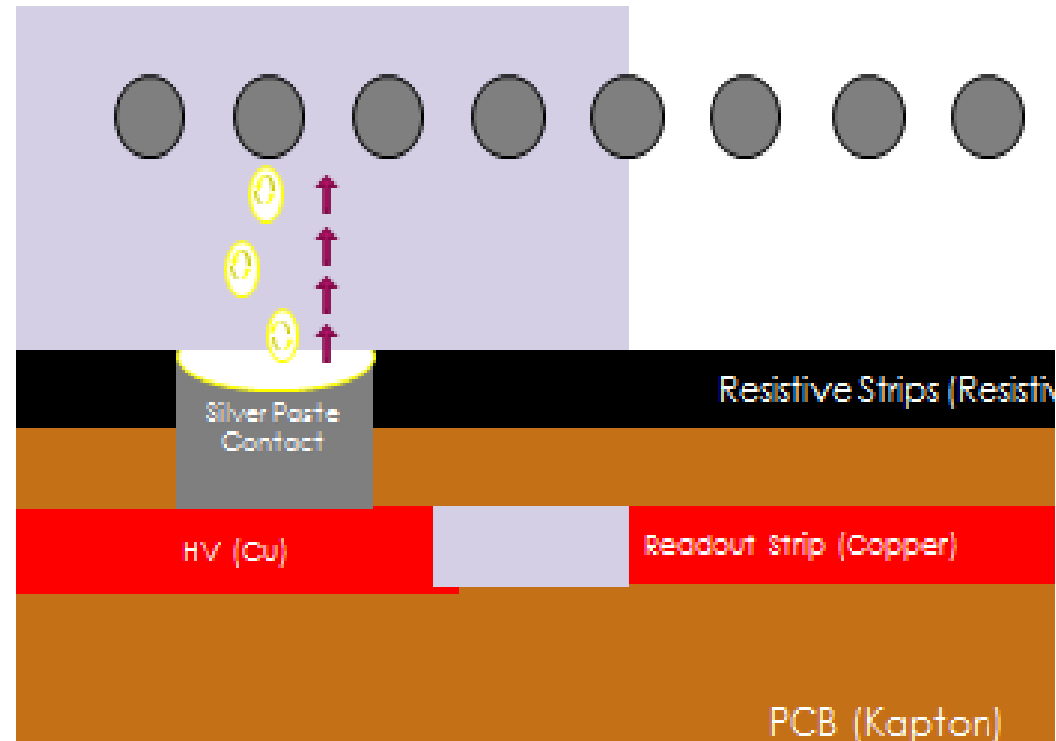 Resistive Strips (Resistiv
Silver Paste
Contact
HV (Cu)
Readout Strip (Copper)
PCB (Kapton)